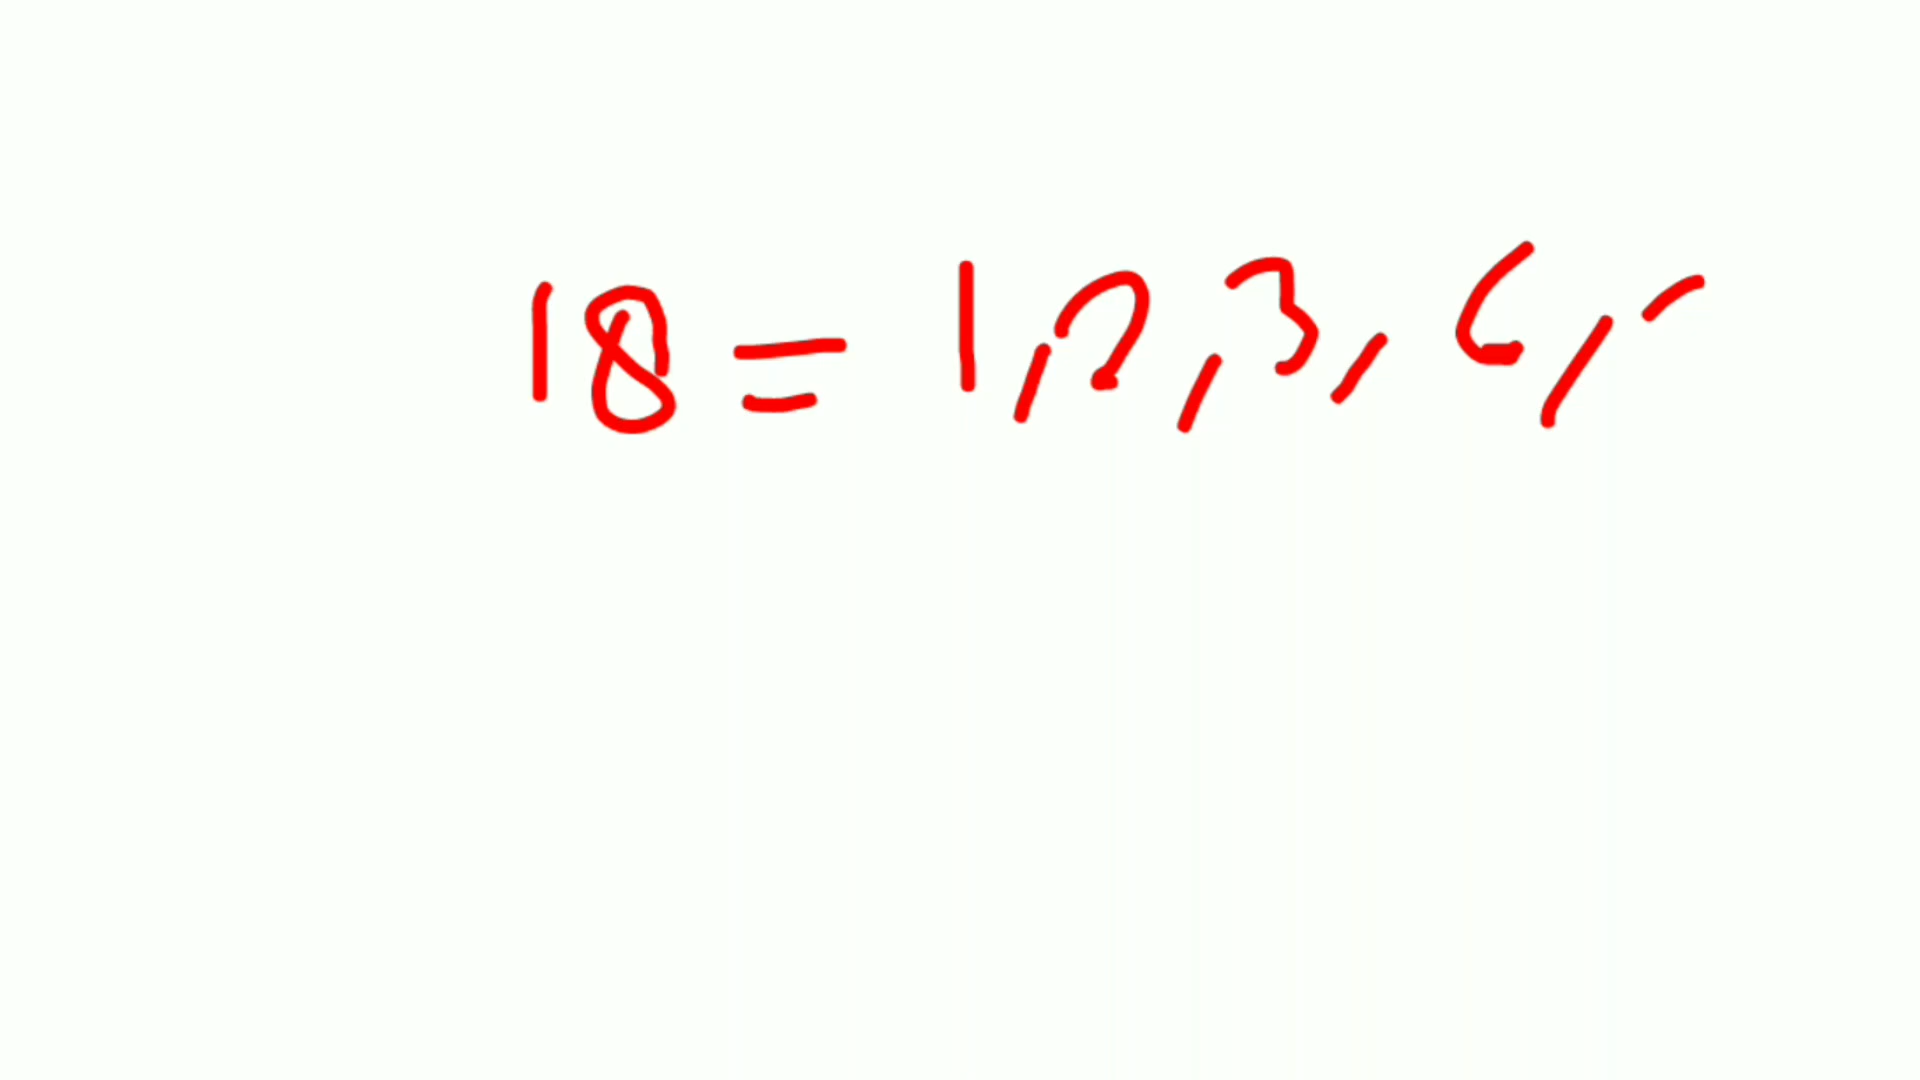 18 = 1, 2, 3, 6,